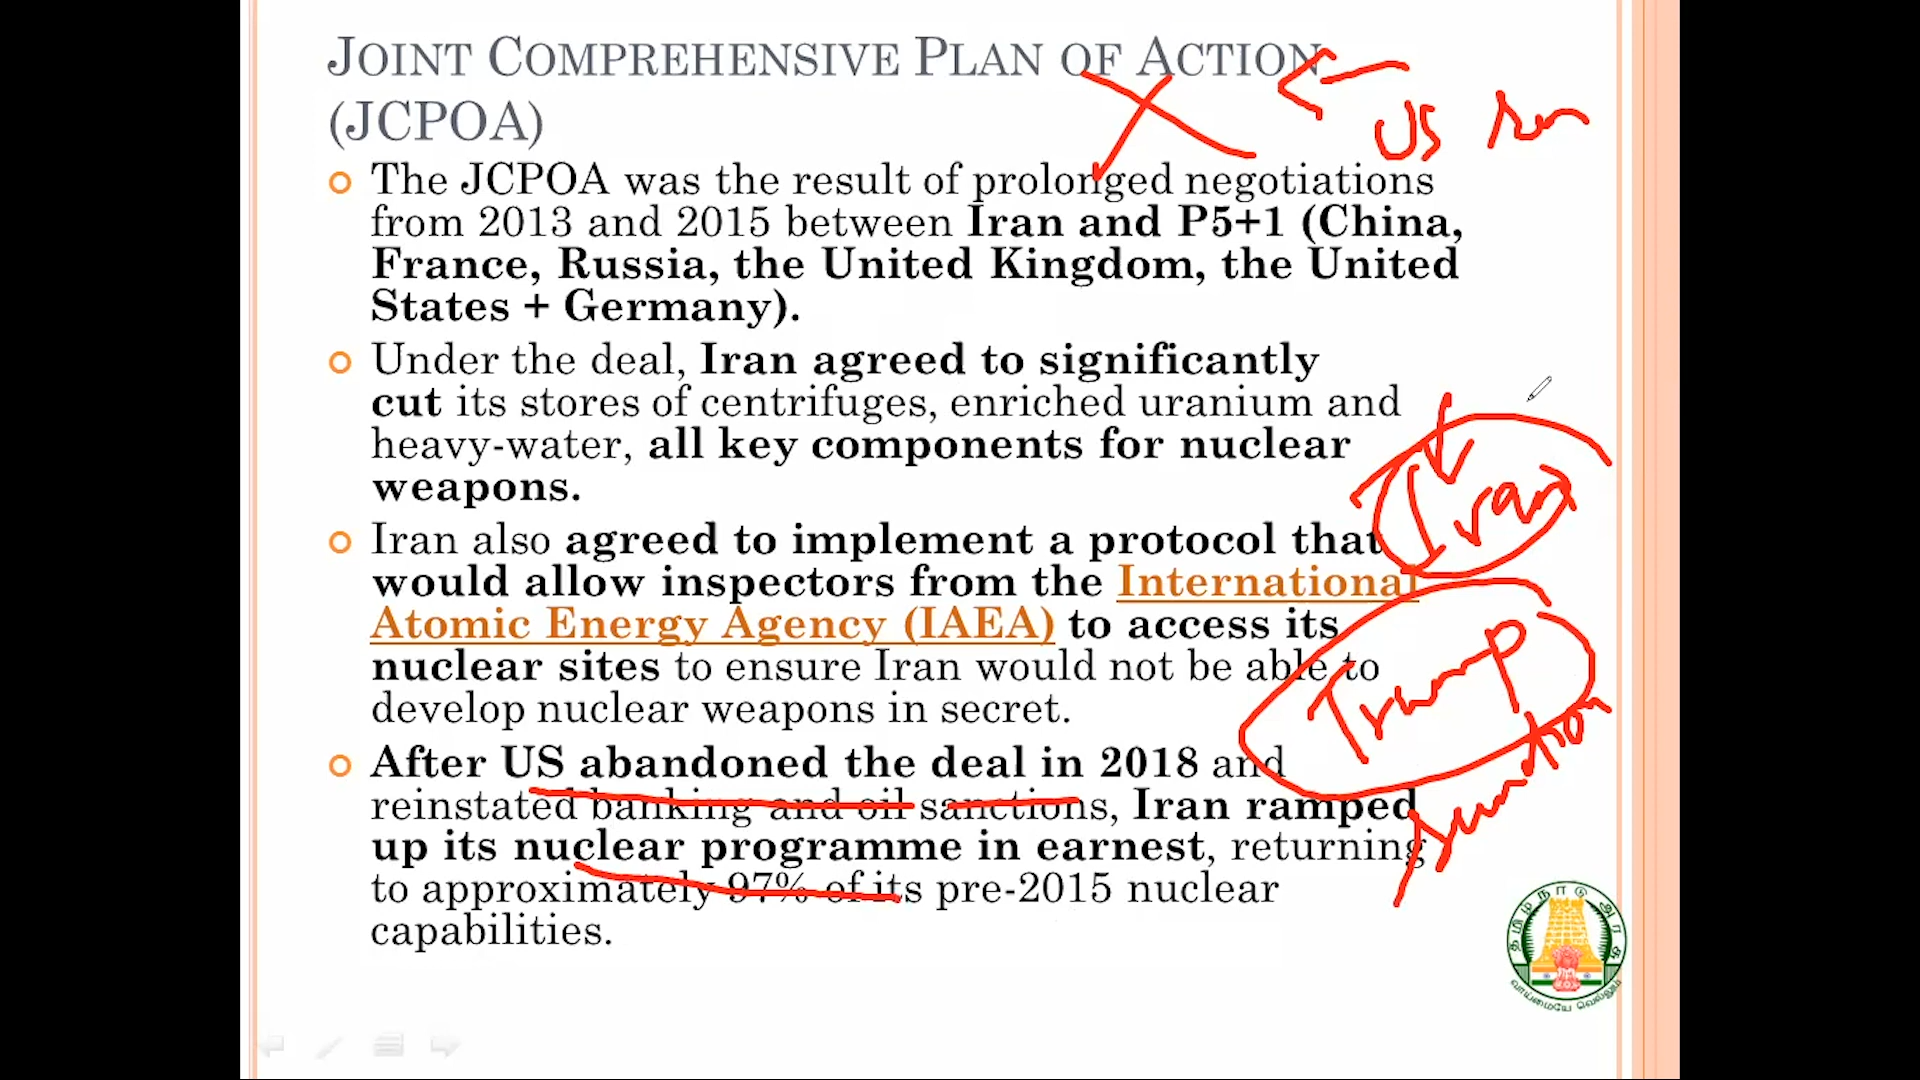 JOINT COMPREHENSIVE PLAN OF ACTION
(JCPOA)
US
The JCPOA was the result of prolonged negotiations
from 2013 and 2015 between Iran and P5+1 (China,
France, Russia, the United Kingdom, the United
States + Germany).
Under the deal, Iran agreed to significantly
cut its stores of centrifuges, enriched uranium and
heavy-water, all key components for nuclear
weapons.
Iran
Iran also agreed to implement a protocol that
would allow inspectors from the International
Atomic Energy Agency (IAEA) to access its
nuclear sites to ensure Iran would not be able to
develop nuclear weapons in secret.
Trump
After US abandoned the deal in 2018 and
reinstated banking and oil sanctions, Iran ramped
up its nuclear programme in earnest, returning
to approximately 97% of its pre-2015 nuclear
capabilities.
தமிழ்நாடு அரசு
வாய்மையே வெல்லும்